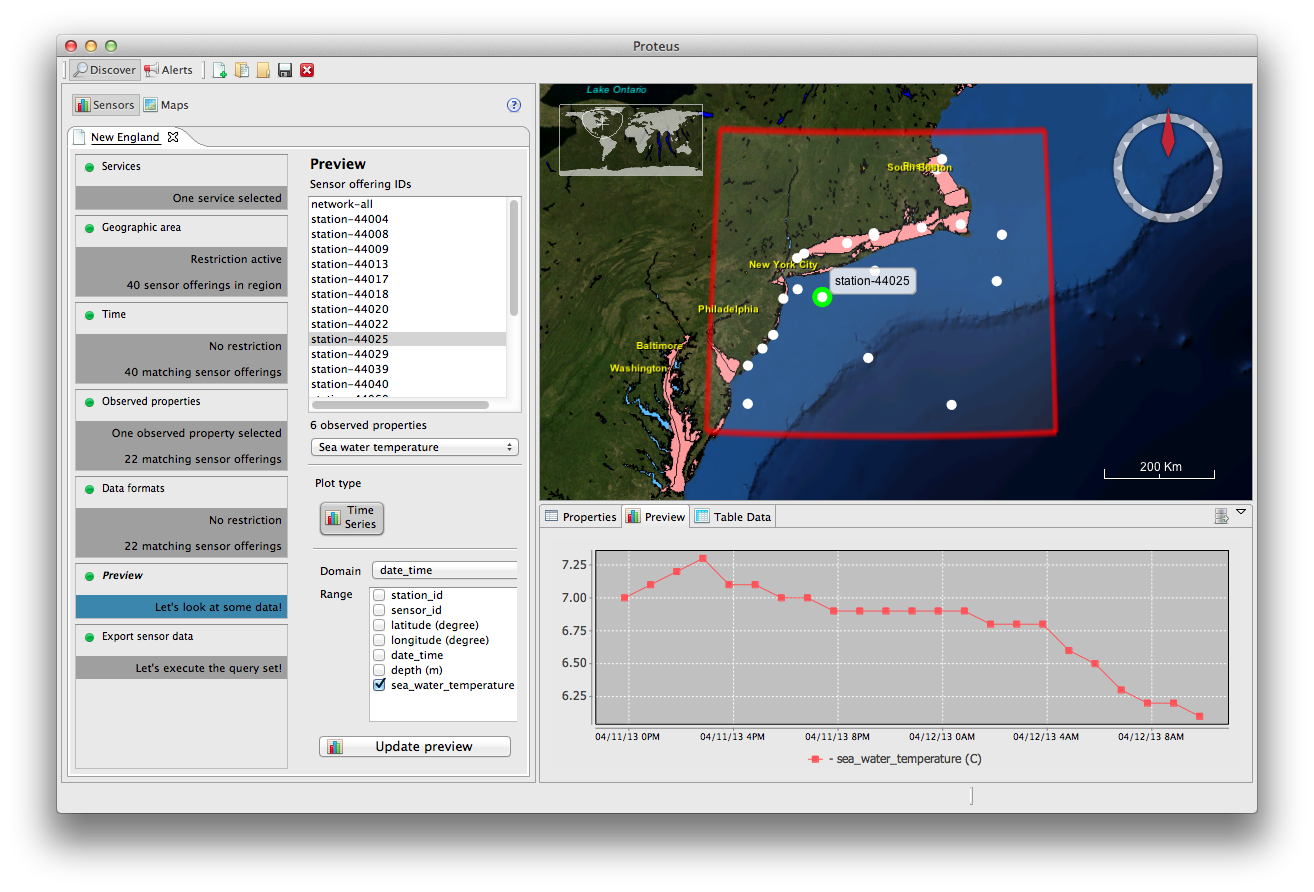 Proteus
Discover
Alerts
Sensors
Maps
?
New England
Services
One service selected
Geographic area
Restriction active
40 sensor offerings in region
Time
No restriction
40 matching sensor offerings
Observed properties
One observed property selected
22 matching sensor offerings
Data formats
No restriction
22 matching sensor offerings
Preview
Let's look at some data!
Export sensor data
Let's execute the query set!
Preview
Sensor offering IDs
network-all
station-44004
station-44008
station-44009
station-44013
station-44017
station-44018
station-44020
station-44022
station-44025
station-44029
station-44039
station-44040
6 observed properties
Sea water temperature
Plot type
Time
Series
Domain
date_time
Range
station_id
sensor_id
latitude (degree)
longitude (degree)
date_time
depth (m)
sea_water_temperature
Update preview
Lake Ontario
South Boston
New York City
station-44025
Philadelphia
Baltimore
Washington
200 Km
Properties
Preview
Table Data
7.25
7.00
6.75
6.50
6.25
04/11/13 0PM
04/11/13 4PM
04/11/13 8PM
04/12/13 0AM
04/12/13 4AM
04/12/13 8AM
- sea_water_temperature (C)